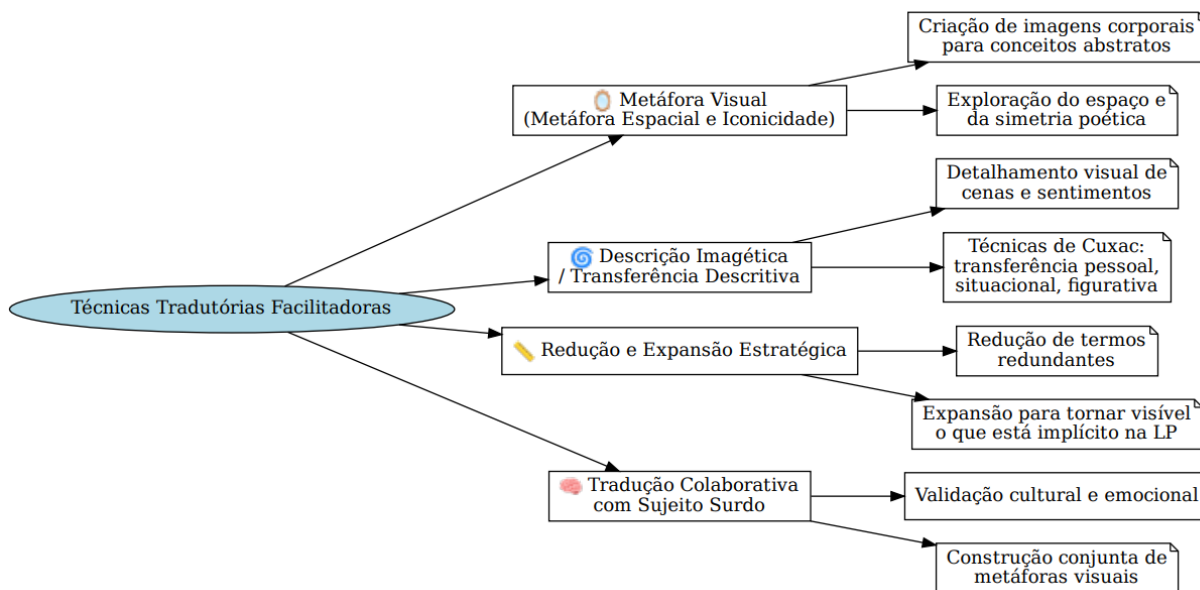 Técnicas Tradutórias Facilitadoras
🪞 Metáfora Visual
(Metáfora Espacial e Iconicidade)
Criação de imagens corporais
para conceitos abstratos
Exploração do espaço e
da simetria poética
🌀 Descrição Imagética
/ Transferência Descritiva
Detalhamento visual de
cenas e sentimentos
Técnicas de Cuxac:
transferência pessoal,
situacional, figurativa
📏 Redução e Expansão Estratégica
Redução de termos
redundantes
Expansão para tornar visível
o que está implícito na LP
🧠 Tradução Colaborativa
com Sujeito Surdo
Validação cultural e emocional
Construção conjunta de
metáforas visuais